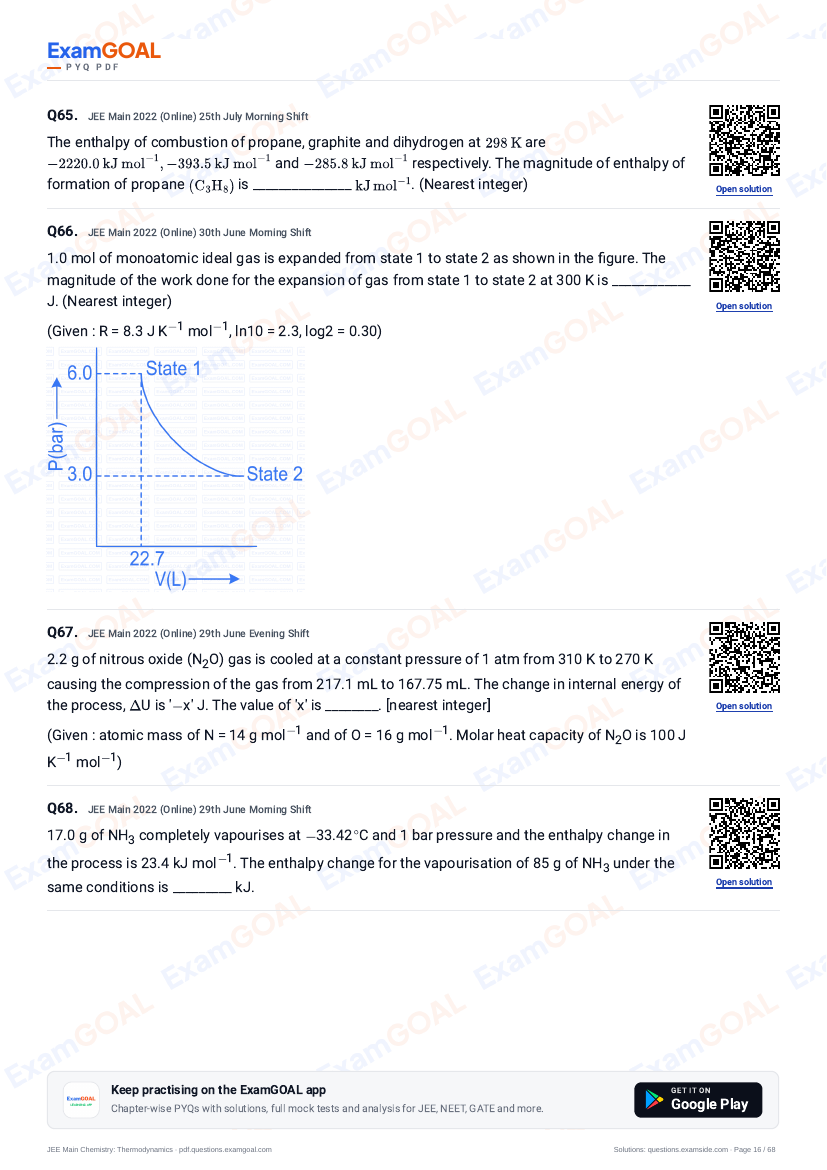 ExamGOAL
PYQ PDF
Q65. JEE Main 2022 (Online) 25th July Morning Shift
The enthalpy of combustion of propane, graphite and dihydrogen at 298 K are
−2220.0 kJ mol⁻¹, −393.5 kJ mol⁻¹ and −285.8 kJ mol⁻¹ respectively. The magnitude of enthalpy of
formation of propane (C₃H₈) is _______________ kJ mol⁻¹. (Nearest integer)
Open solution
Q66. JEE Main 2022 (Online) 30th June Morning Shift
1.0 mol of monoatomic ideal gas is expanded from state 1 to state 2 as shown in the figure. The
magnitude of the work done for the expansion of gas from state 1 to state 2 at 300 K is ____________
J. (Nearest integer)
Open solution
(Given : R = 8.3 J K⁻¹ mol⁻¹, ln10 = 2.3, log2 = 0.30)
6.0
State 1
P(bar)
3.0
State 2
22.7
V(L)
Q67. JEE Main 2022 (Online) 29th June Evening Shift
2.2 g of nitrous oxide (N₂O) gas is cooled at a constant pressure of 1 atm from 310 K to 270 K
causing the compression of the gas from 217.1 mL to 167.75 mL. The change in internal energy of
the process, ΔU is '−x' J. The value of 'x' is ________. [nearest integer]
Open solution
(Given : atomic mass of N = 14 g mol⁻¹ and of O = 16 g mol⁻¹. Molar heat capacity of N₂O is 100 J
K⁻¹ mol⁻¹)
Q68. JEE Main 2022 (Online) 29th June Morning Shift
17.0 g of NH₃ completely vapourises at −33.42°C and 1 bar pressure and the enthalpy change in
the process is 23.4 kJ mol⁻¹. The enthalpy change for the vapourisation of 85 g of NH₃ under the
same conditions is _________ kJ.
Open solution
ExamGOAL
Keep practising on the ExamGOAL app
Chapter-wise PYQs with solutions, full mock tests and analysis for JEE, NEET, GATE and more.
GET IT ON
Google Play
JEE Main Chemistry: Thermodynamics · pdf.questions.examgoal.com
Solutions: questions.examside.com · Page 16 / 68